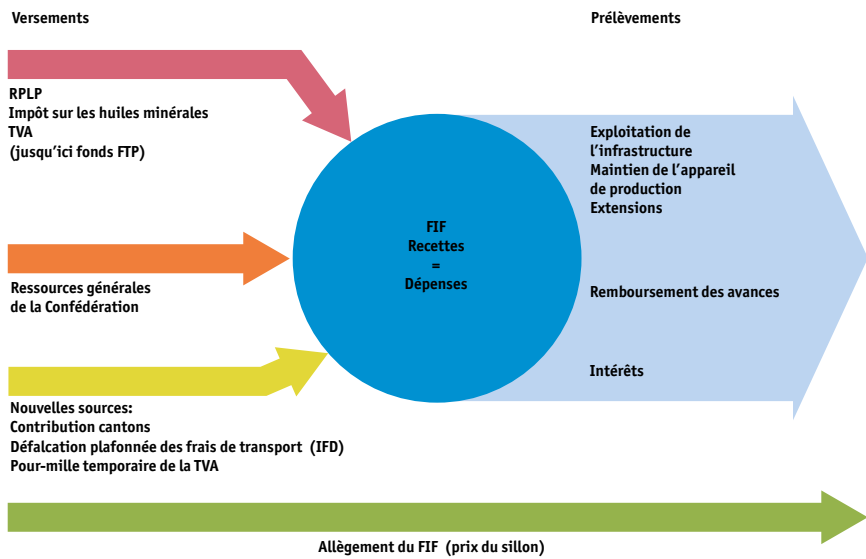 Versements
Prélèvements
RPLP
Impôt sur les huiles minérales
TVA
(jusqu'ici fonds FTP)
Ressources générales
de la Confédération
Nouvelles sources:
Contribution cantons
Défalcation plafonnée des frais de transport (IFD)
Pour-mille temporaire de la TVA
FIF
Recettes
=
Dépenses
Exploitation de
l'infrastructure
Maintien de l'appareil
de production
Extensions
Remboursement des avances
Intérêts
Allègement du FIF (prix du sillon)